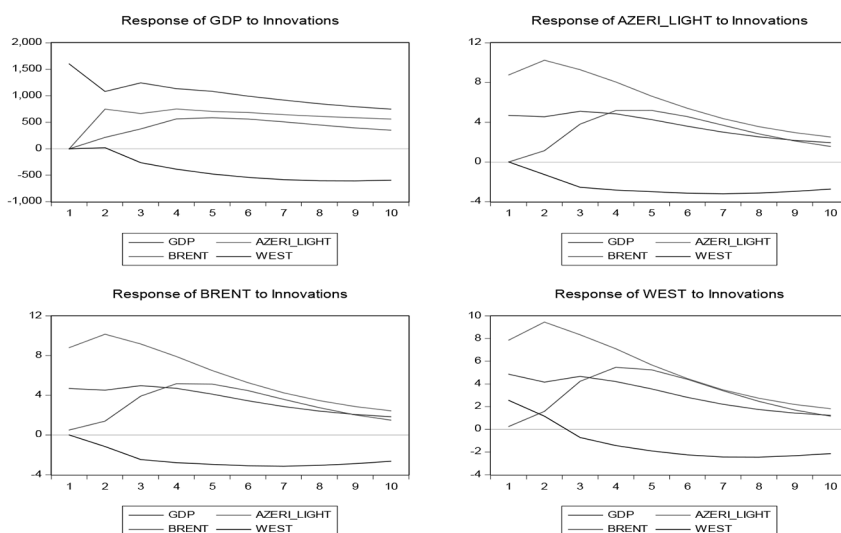 Response of GDP to Innovations
2,000
1,500
1,000
500
0
-500
-1,000
1 2 3 4 5 6 7 8 9 10
GDP AZERI_LIGHT
BRENT WEST
Response of AZERI_LIGHT to Innovations
12
8
4
0
-4
1 2 3 4 5 6 7 8 9 10
GDP AZERI_LIGHT
BRENT WEST
Response of BRENT to Innovations
12
8
4
0
-4
1 2 3 4 5 6 7 8 9 10
GDP AZERI_LIGHT
BRENT WEST
Response of WEST to Innovations
10
8
6
4
2
0
-2
-4
1 2 3 4 5 6 7 8 9 10
GDP AZERI_LIGHT
BRENT WEST